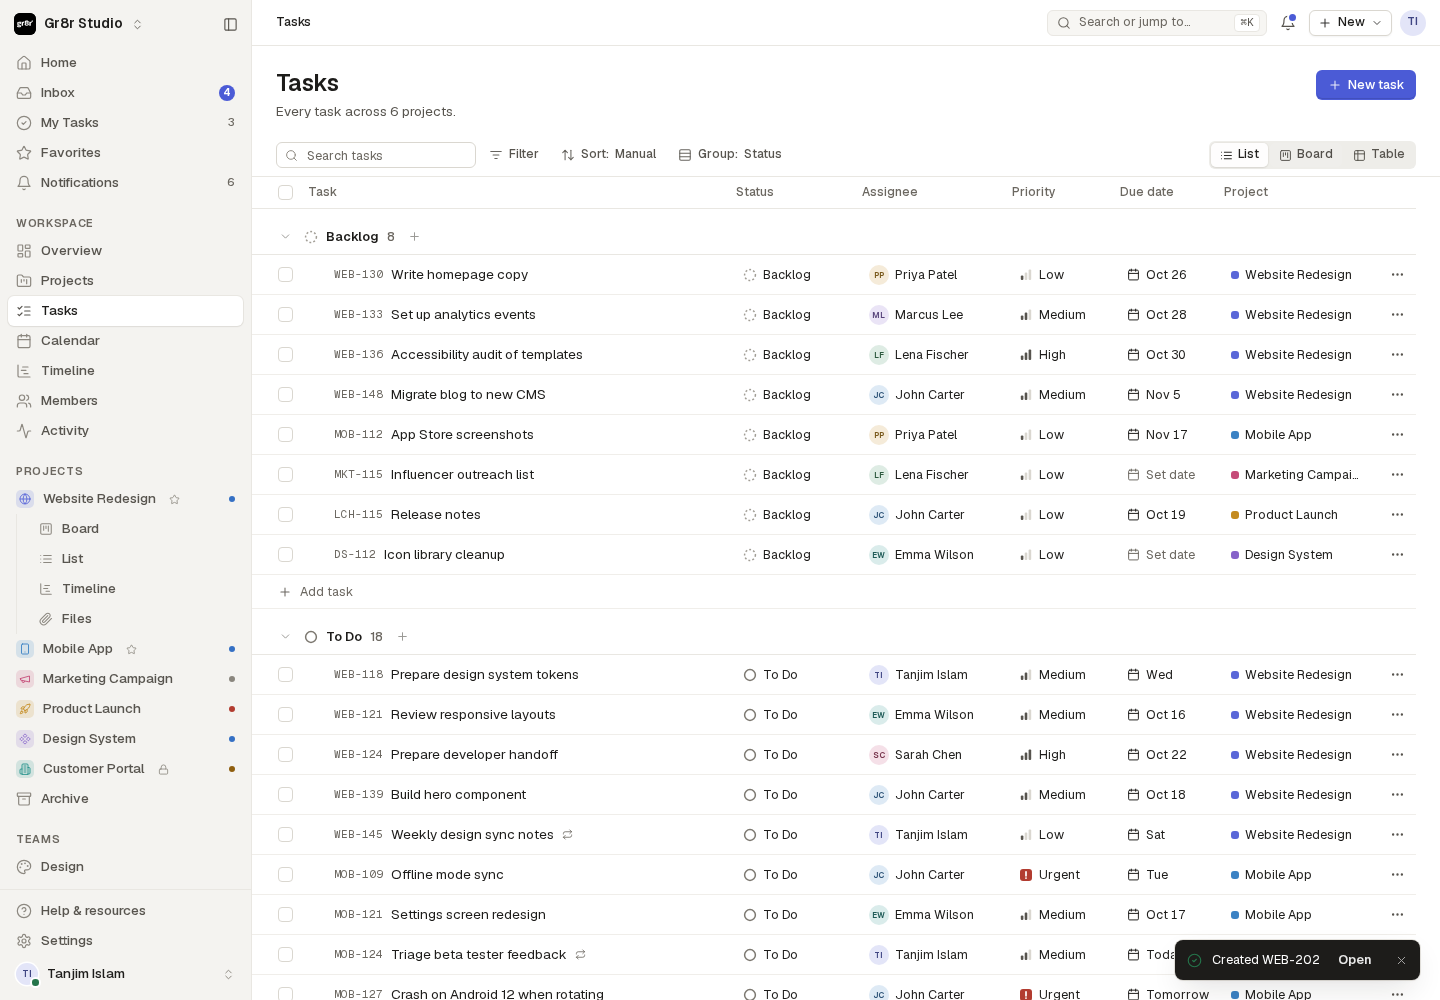 gr8r Gr8r Studio
Tasks
Search or jump to... ⌘K
New
TI
Home
Inbox 4
My Tasks 3
Favorites
Notifications 6
WORKSPACE
Overview
Projects
Tasks
Calendar
Timeline
Members
Activity
PROJECTS
Website Redesign
Board
List
Timeline
Files
Mobile App
Marketing Campaign
Product Launch
Design System
Customer Portal
Archive
TEAMS
Design
Help & resources
Settings
TI Tanjim Islam
Tasks
Every task across 6 projects.
New task
Search tasks
Filter
Sort: Manual
Group: Status
List
Board
Table
Task Status Assignee Priority Due date Project
Backlog 8
WEB-130 Write homepage copy Backlog PP Priya Patel Low Oct 26 Website Redesign
WEB-133 Set up analytics events Backlog ML Marcus Lee Medium Oct 28 Website Redesign
WEB-136 Accessibility audit of templates Backlog LF Lena Fischer High Oct 30 Website Redesign
WEB-148 Migrate blog to new CMS Backlog JC John Carter Medium Nov 5 Website Redesign
MOB-112 App Store screenshots Backlog PP Priya Patel Low Nov 17 Mobile App
MKT-115 Influencer outreach list Backlog LF Lena Fischer Low Set date Marketing Campai...
LCH-115 Release notes Backlog JC John Carter Low Oct 19 Product Launch
DS-112 Icon library cleanup Backlog EW Emma Wilson Low Set date Design System
Add task
To Do 18
WEB-118 Prepare design system tokens To Do TI Tanjim Islam Medium Wed Website Redesign
WEB-121 Review responsive layouts To Do EW Emma Wilson Medium Oct 16 Website Redesign
WEB-124 Prepare developer handoff To Do SC Sarah Chen High Oct 22 Website Redesign
WEB-139 Build hero component To Do JC John Carter Medium Oct 18 Website Redesign
WEB-145 Weekly design sync notes To Do TI Tanjim Islam Low Sat Website Redesign
MOB-109 Offline mode sync To Do JC John Carter Urgent Tue Mobile App
MOB-121 Settings screen redesign To Do EW Emma Wilson Medium Oct 17 Mobile App
MOB-124 Triage beta tester feedback To Do TI Tanjim Islam Medium Toda
MOB-127 Crash on Android 12 when rotating To Do JC John Carter Urgent Tomorrow Mobile App
Created WEB-202 Open